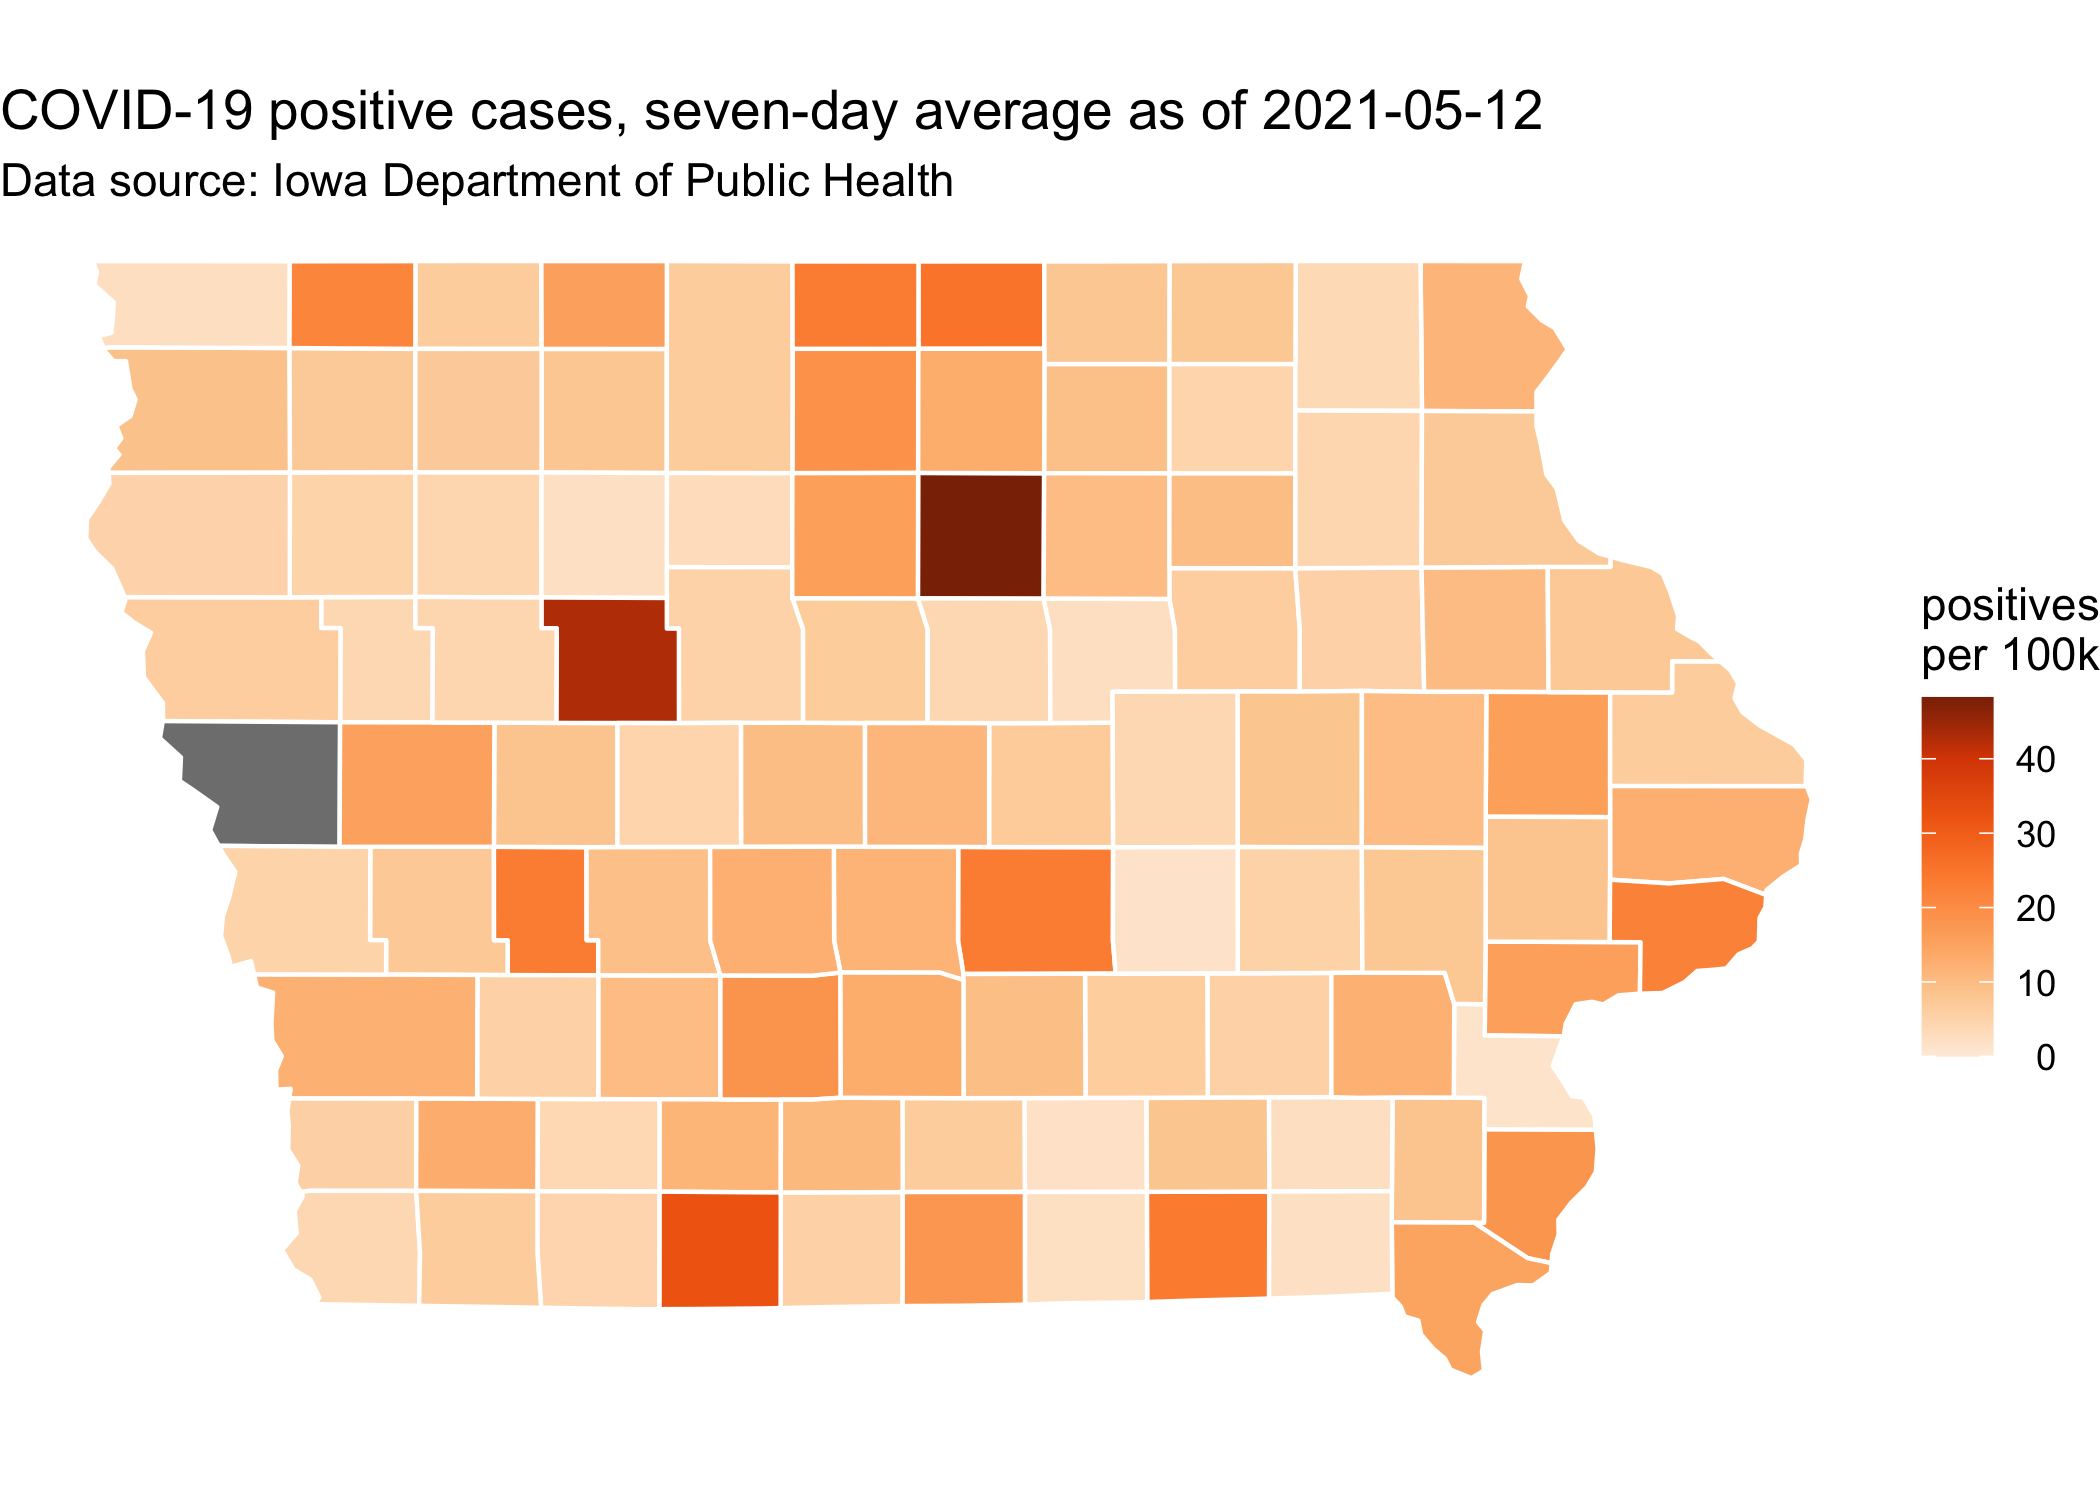 COVID-19 positive cases, seven-day average as of 2021-05-12
Data source: Iowa Department of Public Health
positives
per 100k
40
30
20
10
0